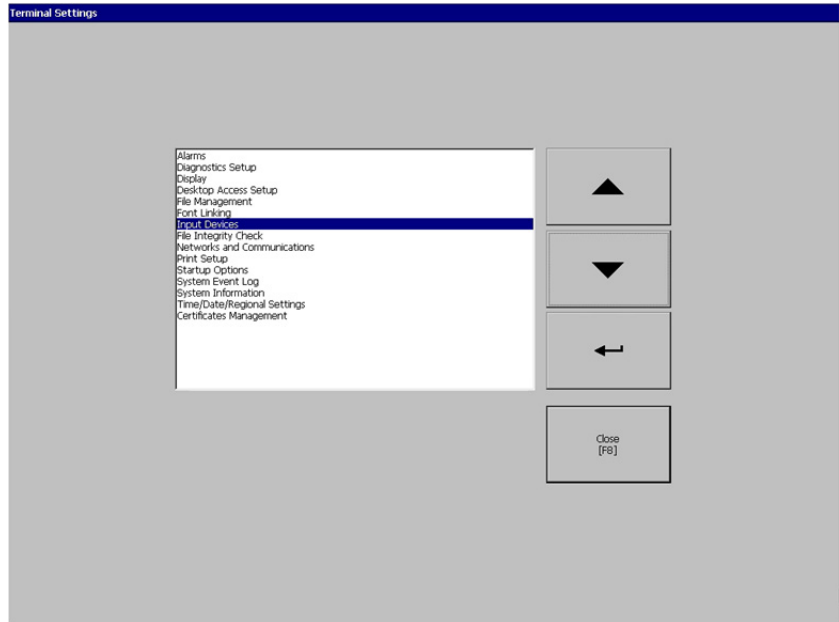 Terminal Settings
Alarms
Diagnostics Setup
Display
Desktop Access Setup
File Management
Font Linking
Input Devices
File Integrity Check
Networks and Communications
Print Setup
Startup Options
System Event Log
System Information
Time/Date/Regional Settings
Certificates Management
Close
[F8]